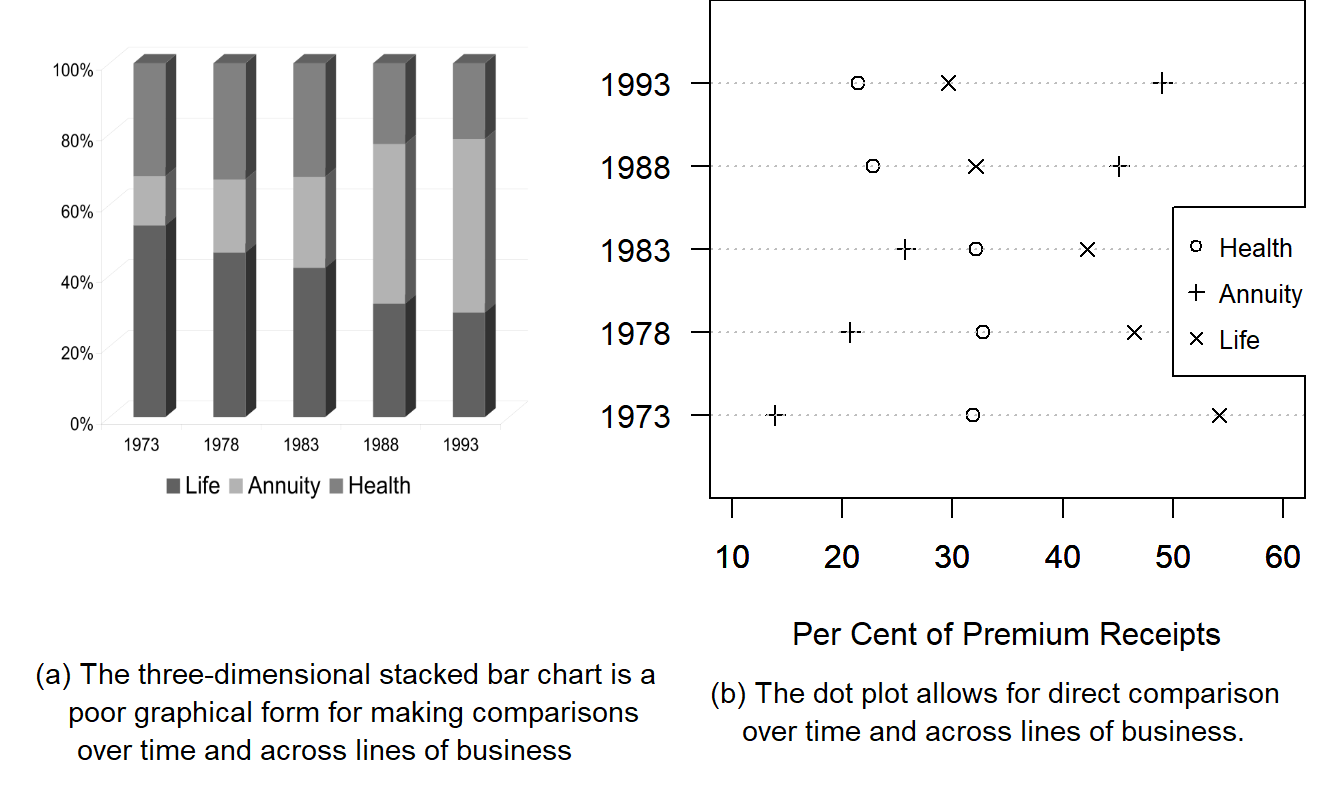 100%
80%
60%
40%
20%
0%
1973 1978 1983 1988 1993
Life Annuity Health
(a) The three-dimensional stacked bar chart is a
poor graphical form for making comparisons
over time and across lines of business
1993
1988
1983
1978
1973
Health
Annuity
Life
10 20 30 40 50 60
Per Cent of Premium Receipts
(b) The dot plot allows for direct comparison
over time and across lines of business.